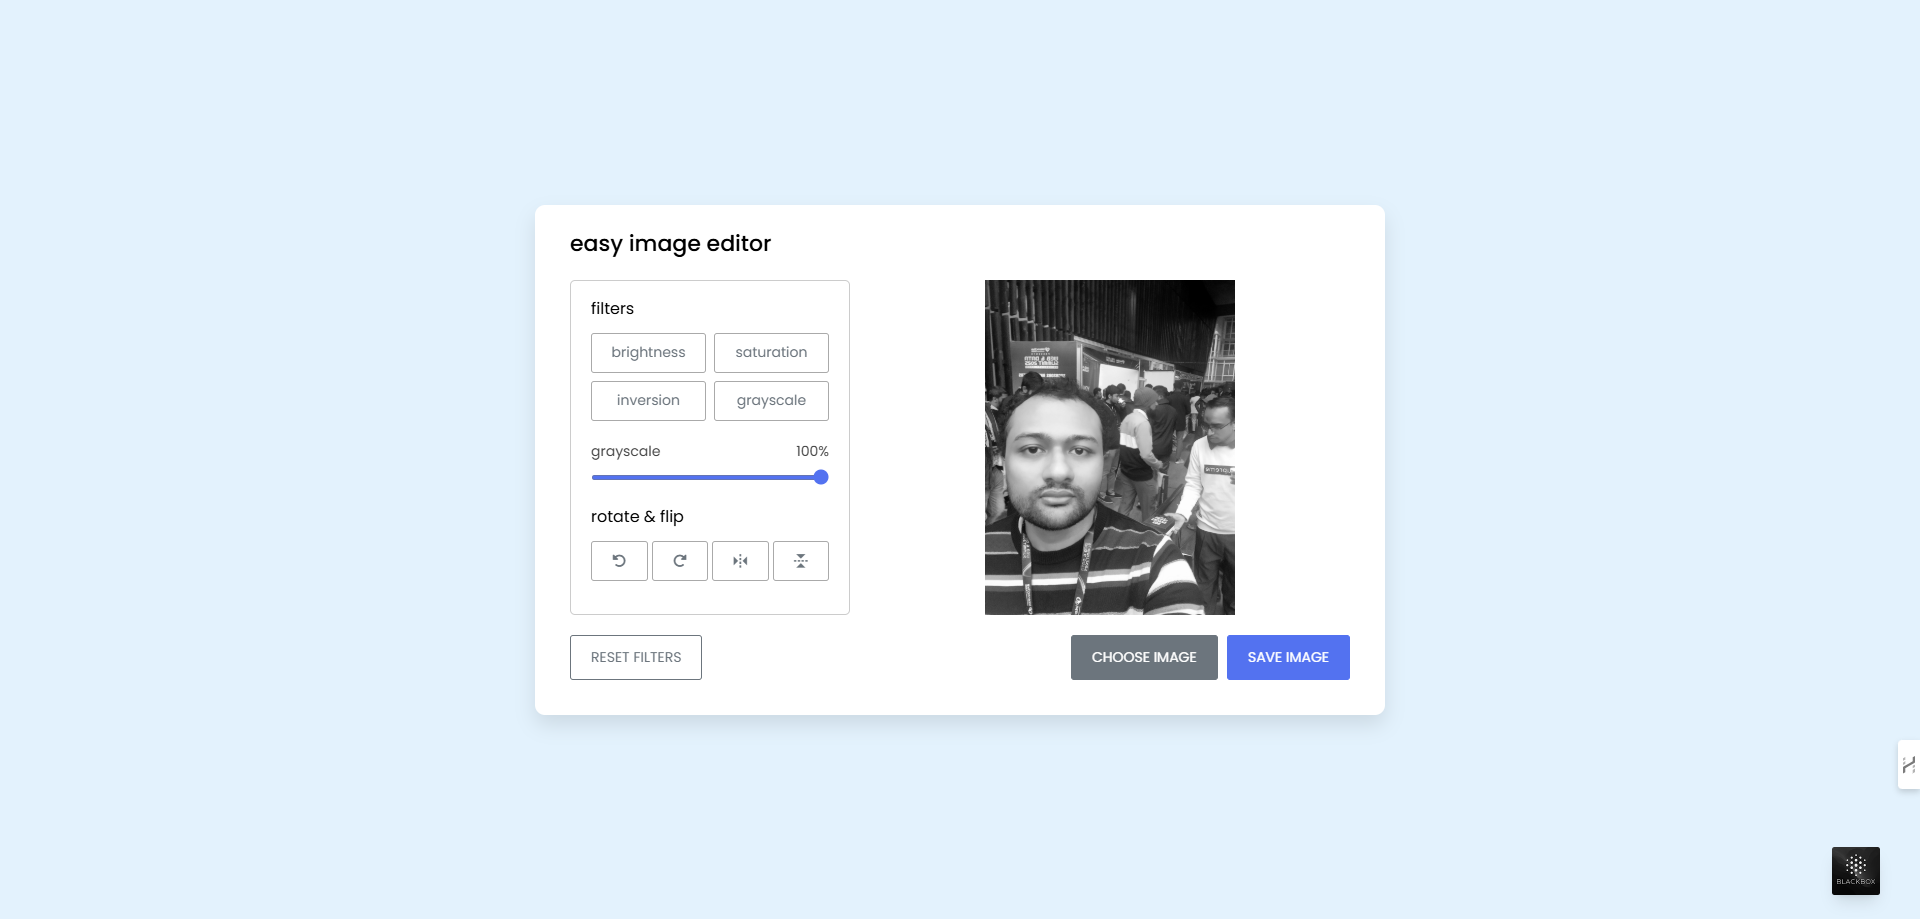 easy image editor
filters
brightness
saturation
inversion
grayscale
grayscale
100%
rotate & flip
RESET FILTERS
CHOOSE IMAGE
SAVE IMAGE
BLACKBOX